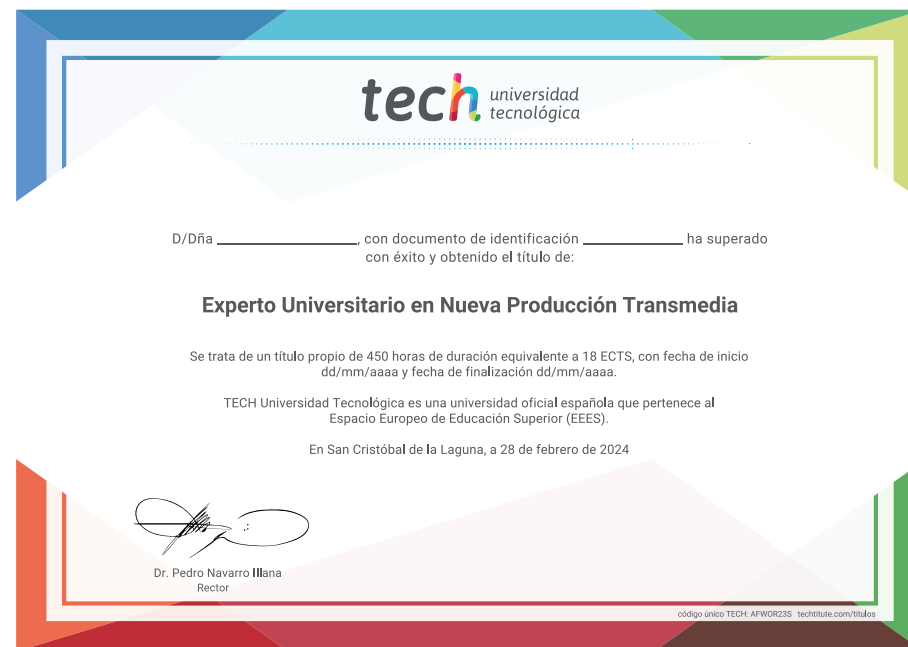 tech universidad
tecnológica
D/Dña ____________________, con documento de identificación ______________ ha superado
con éxito y obtenido el título de:
Experto Universitario en Nueva Producción Transmedia
Se trata de un título propio de 450 horas de duración equivalente a 18 ECTS, con fecha de inicio
dd/mm/aaaa y fecha de finalización dd/mm/aaaa.
TECH Universidad Tecnológica es una universidad oficial española que pertenece al
Espacio Europeo de Educación Superior (EEES).
En San Cristóbal de la Laguna, a 28 de febrero de 2024
Dr. Pedro Navarro Illana
Rector
código único TECH: AFWOR23S techtitute.com/titulos